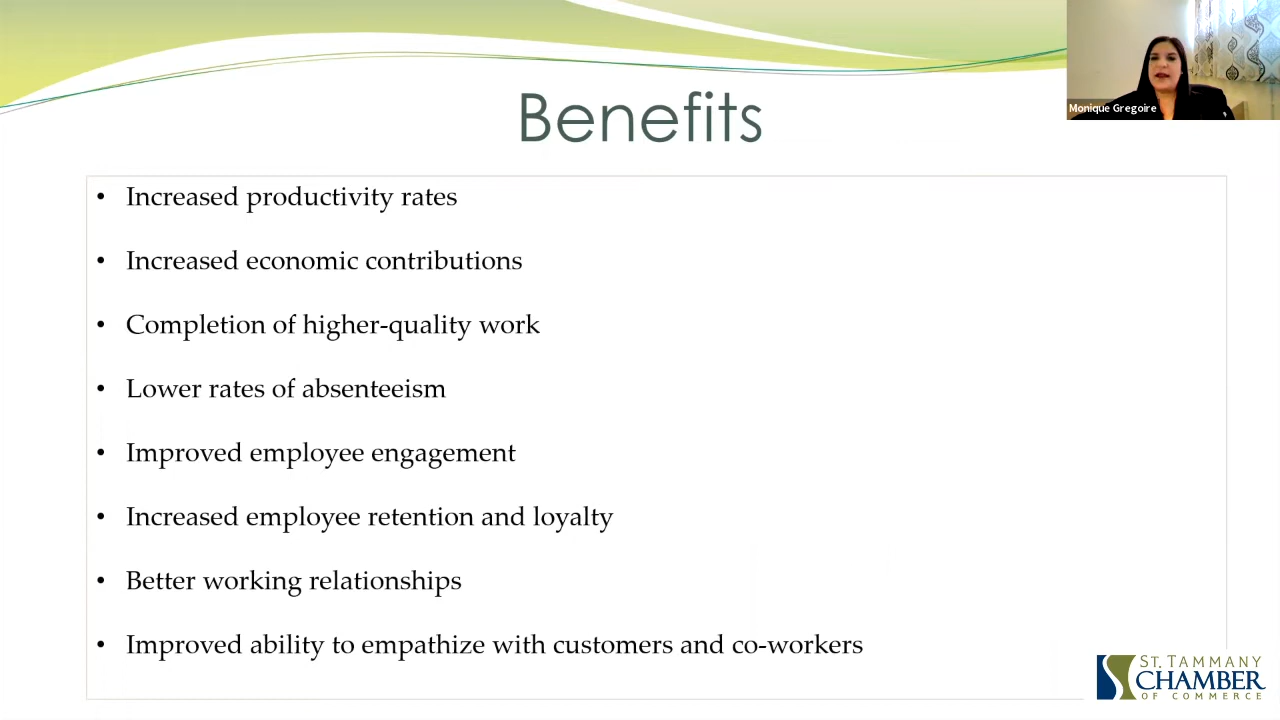 Monique Gregoire
Benefits
• Increased productivity rates
• Increased economic contributions
• Completion of higher-quality work
• Lower rates of absenteeism
• Improved employee engagement
• Increased employee retention and loyalty
• Better working relationships
• Improved ability to empathize with customers and co-workers
ST. TAMMANY
CHAMBER
OF COMMERCE